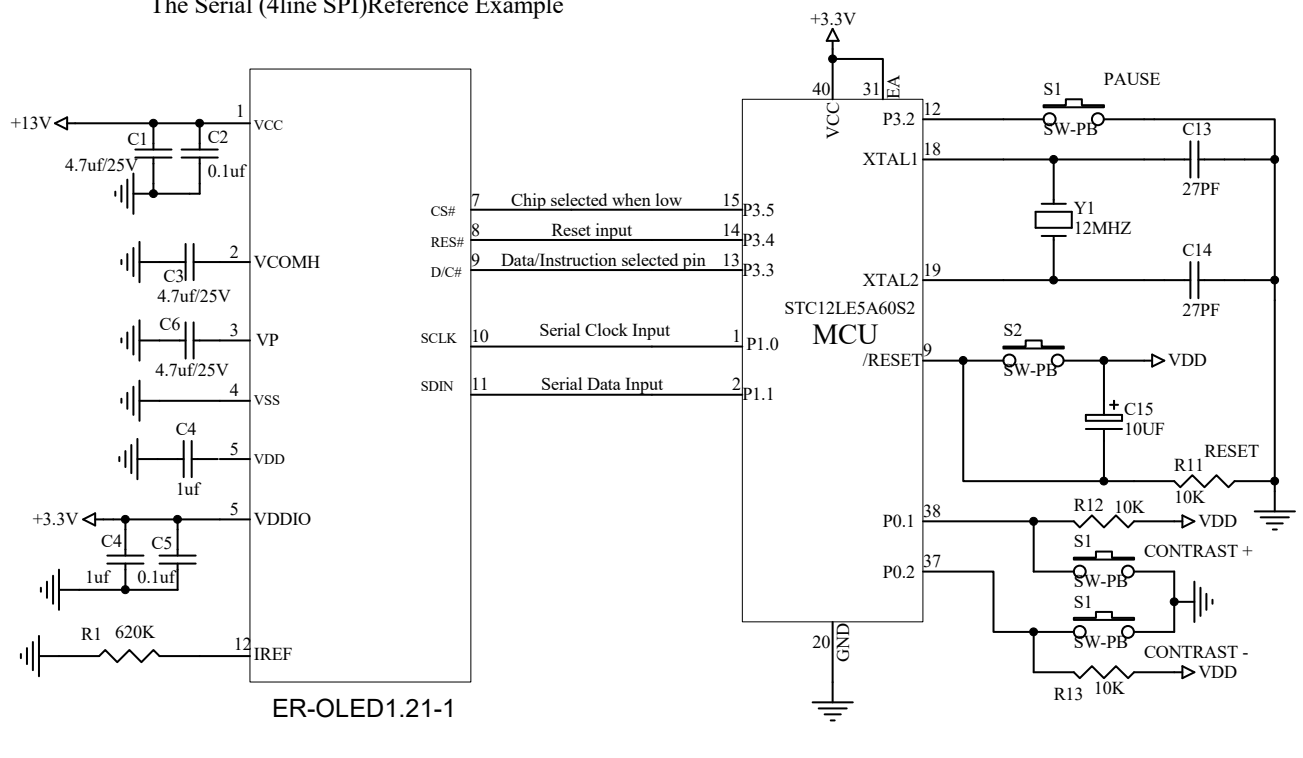 The Serial (4line SPI)Reference Example
+13V
C1
4.7uf/25V
C2
0.1uf
1
VCC
C3
4.7uf/25V
2
VCOMH
C6
4.7uf/25V
3
VP
4
VSS
C4
1uf
5
VDD
+3.3V
5
VDDIO
C4
1uf
C5
0.1uf
R1
620K
12
IREF
ER-OLED1.21-1
CS#
7
Chip selected when low
15
P3.5
RES#
8
Reset input
14
P3.4
D/C#
9
Data/Instruction selected pin
13
P3.3
SCLK
10
Serial Clock Input
1
P1.0
SDIN
11
Serial Data Input
2
P1.1
+3.3V
40
VCC
31
EA
P3.2
12
S1
SW-PB
PAUSE
XTAL1
18
C13
27PF
Y1
12MHZ
XTAL2
19
C14
27PF
STC12LE5A60S2
MCU
/RESET
9
S2
SW-PB
VDD
C15
+
10UF
RESET
R11
10K
P0.1
38
R12
10K
VDD
S1
SW-PB
CONTRAST +
P0.2
37
S1
SW-PB
CONTRAST -
R13
10K
VDD
20
GND